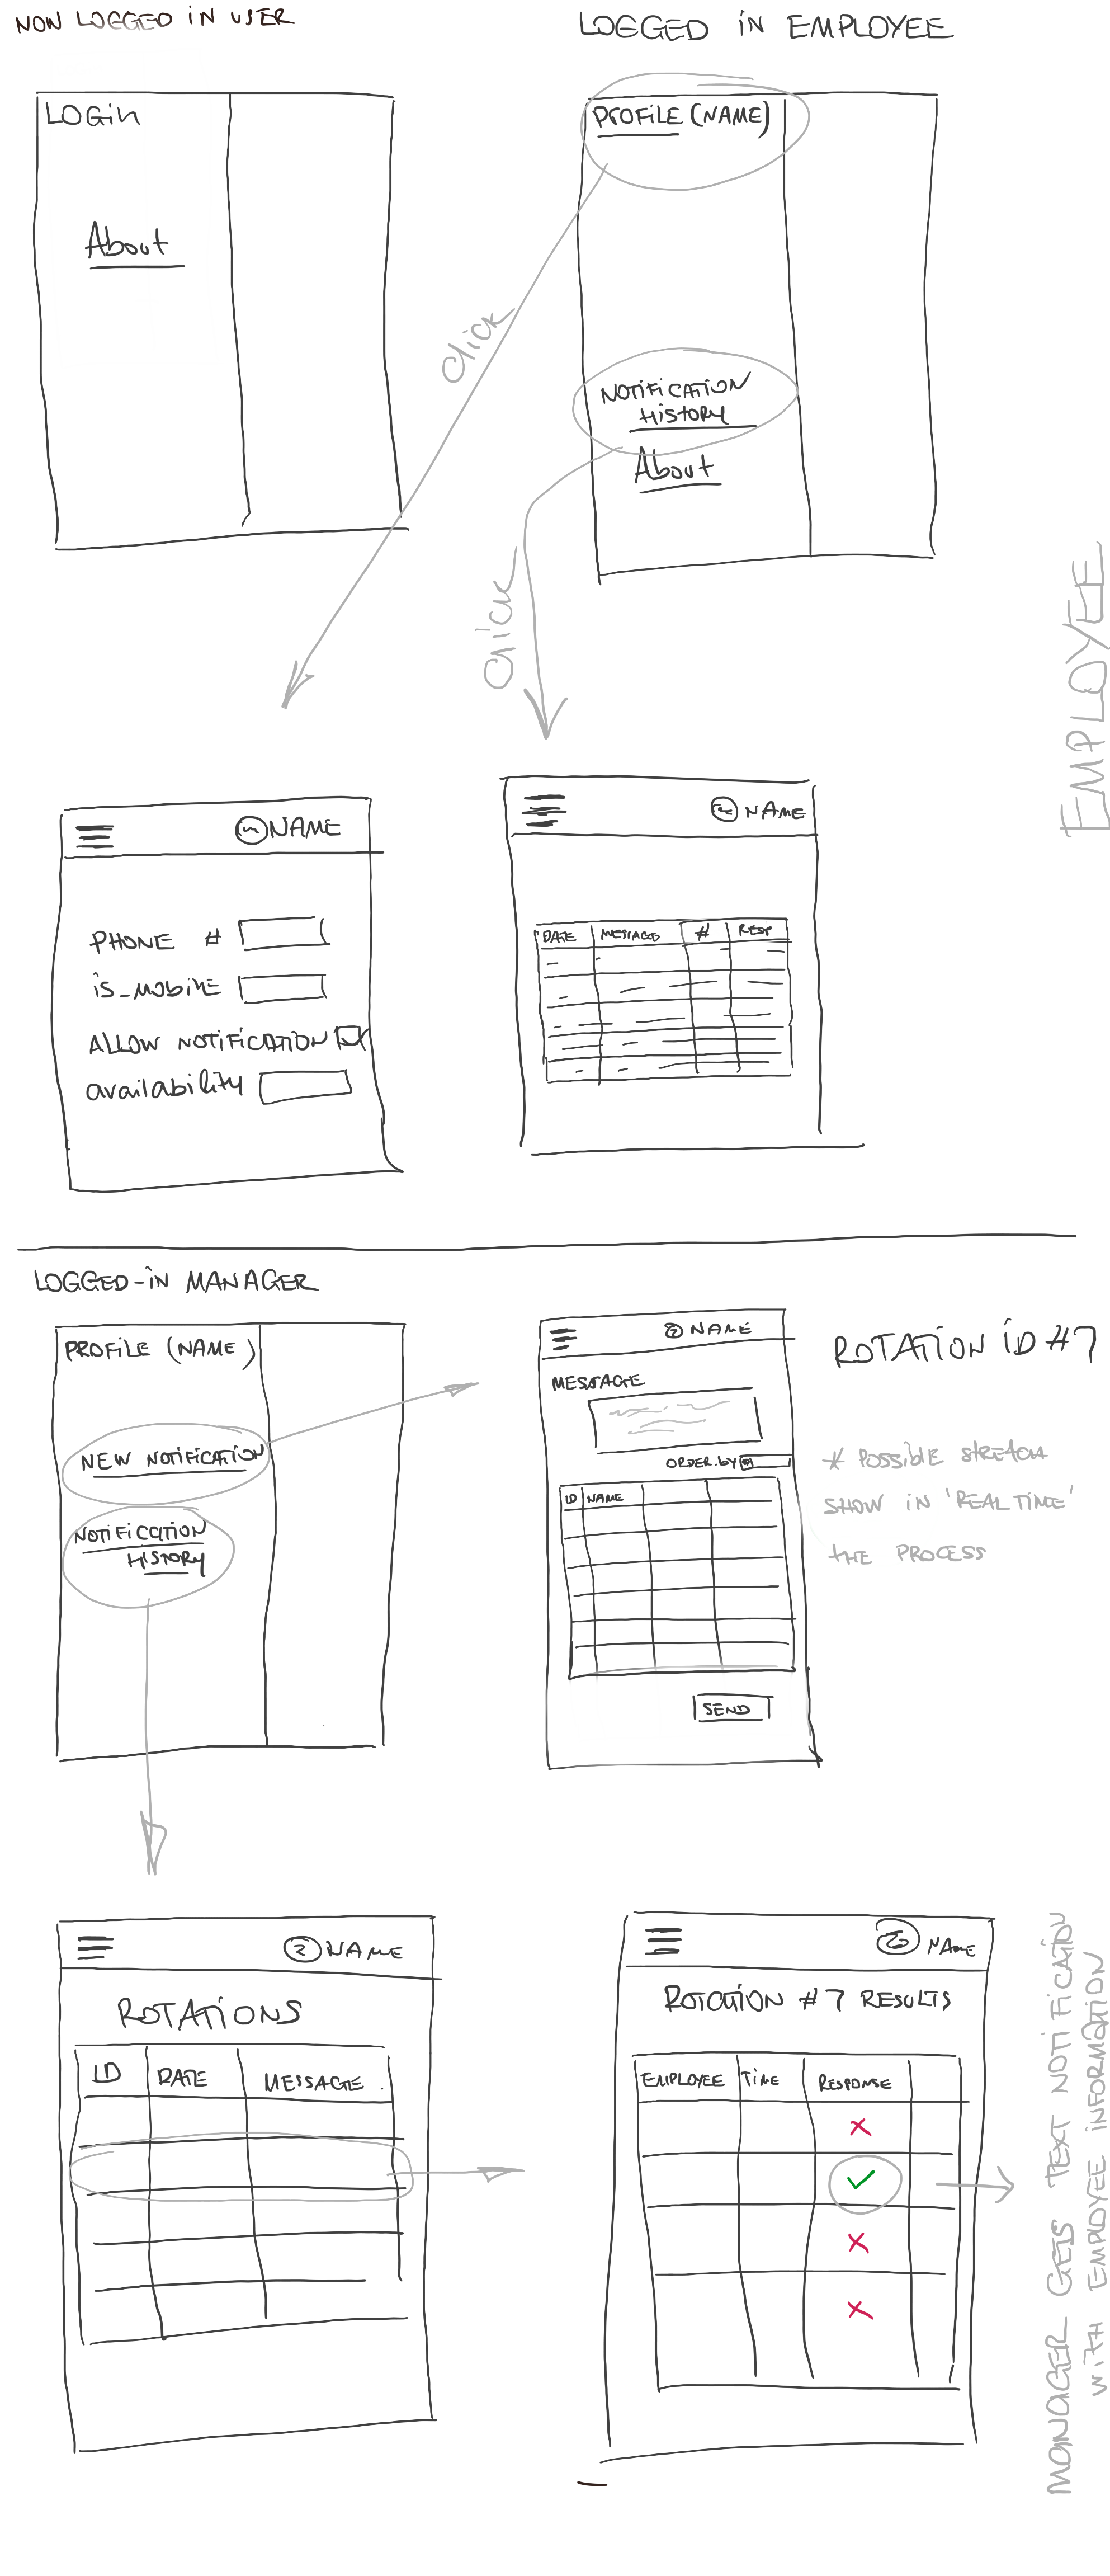 NON LOGGED iN USER
LOGGED iN EMPLOYEE
LOGiN
About
PROFiLE (NAME)
Click
NOTiFiCATiON
HiSTORY
About
Click
EMPLOYEE
NAME
PHONE #
is_MOBiLE
ALLOW NOTiFiCATiON
availability
NAME
DATE MESSAGE # RESP
LOGGED-iN MANAGER
PROFiLE (NAME)
NEW NOTiFiCATiON
NOTiFiCATiON
HiSTORY
NAME
MESSAGE
ORDER.by
ID NAME
SEND
ROTATiON iD #7
* POSSiblE STRETCH
SHOW iN 'REAL TiME'
tHE PROCESS
NAME
ROTATiONS
ID DATE MESSAGE
NAME
ROTATiON #7 RESULTS
EMPLOYEE TiME RESPONSE
MANAGER GETS TEXT NOTiFiCATiON
WiTH EMPLOYEE INFORMATiON